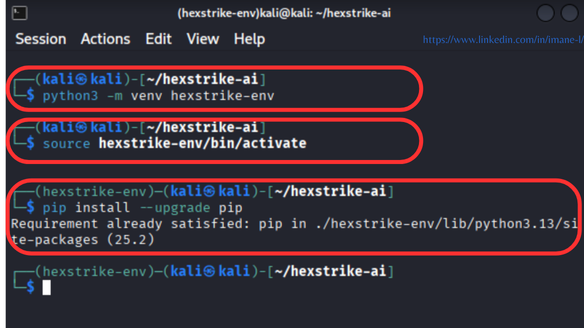 (hexstrike-env)kali@kali: ~/hexstrike-ai
Session Actions Edit View Help
https://www.linkedin.com/in/imane-l/
┌──(kali㉿kali)-[~/hexstrike-ai]
└─$ python3 -m venv hexstrike-env
┌──(kali㉿kali)-[~/hexstrike-ai]
└─$ source hexstrike-env/bin/activate
┌──(hexstrike-env)─(kali㉿kali)-[~/hexstrike-ai]
└─$ pip install --upgrade pip
Requirement already satisfied: pip in ./hexstrike-env/lib/python3.13/si
te-packages (25.2)
┌──(hexstrike-env)─(kali㉿kali)-[~/hexstrike-ai]
└─$